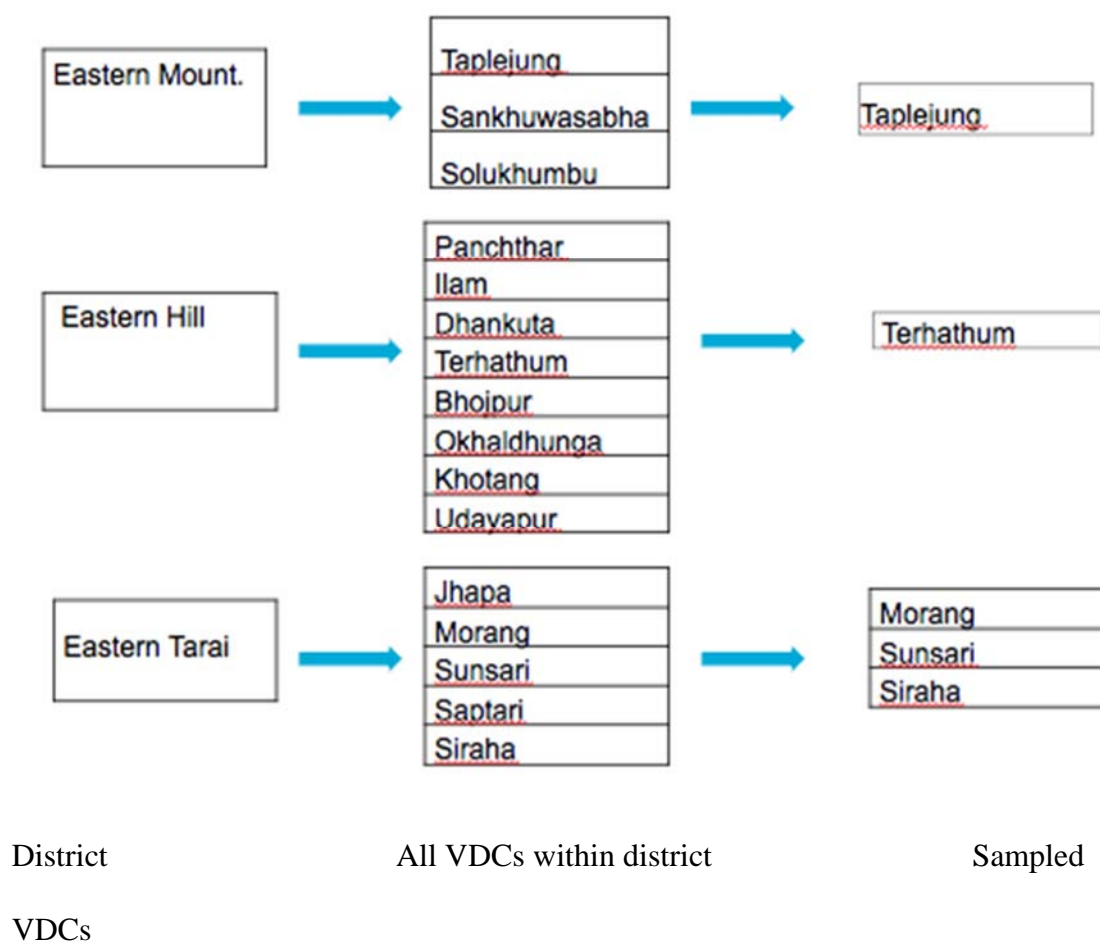 Eastern Mount.
Taplejung
Sankhuwasabha
Solukhumbu
Taplejung
Eastern Hill
Panchthar
Ilam
Dhankuta
Terhathum
Bhojpur
Okhaldhunga
Khotang
Udayapur
Terhathum
Eastern Tarai
Jhapa
Morang
Sunsari
Saptari
Siraha
Morang
Sunsari
Siraha
District All VDCs within district Sampled
VDCs